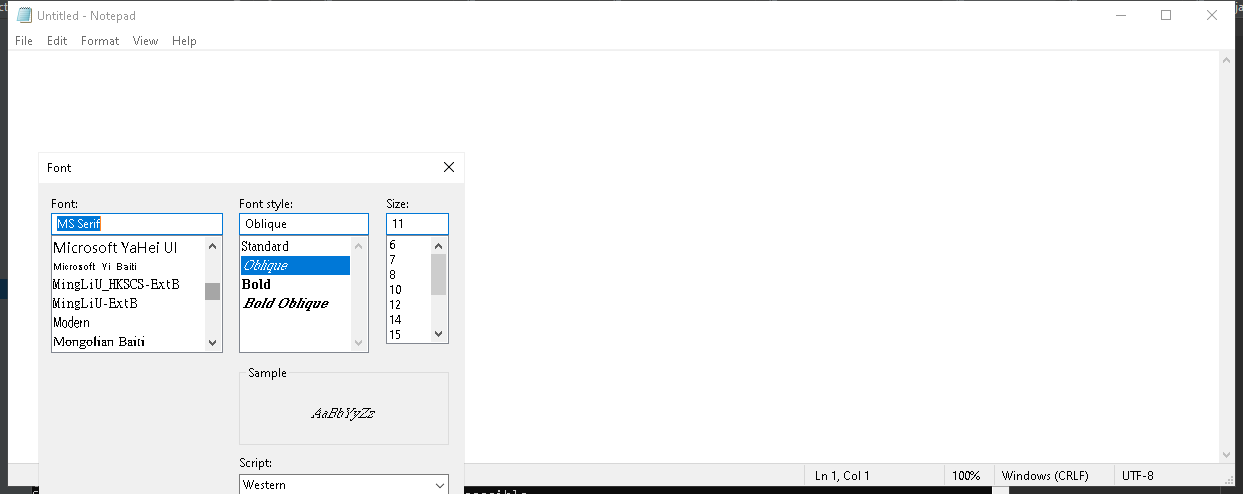 Untitled - Notepad
File Edit Format View Help
Font
Font: Font style: Size:
MS Serif Oblique 11
Microsoft YaHei UI
Microsoft Yi Baiti
MingLiU_HKSCS-ExtB
MingLiU-ExtB
Modern
Mongolian Baiti
Standard
Oblique
Bold
Bold Oblique
6
7
8
10
12
14
15
Sample
AaBbYyZz
Script:
Western
Ln 1, Col 1 100% Windows (CRLF) UTF-8